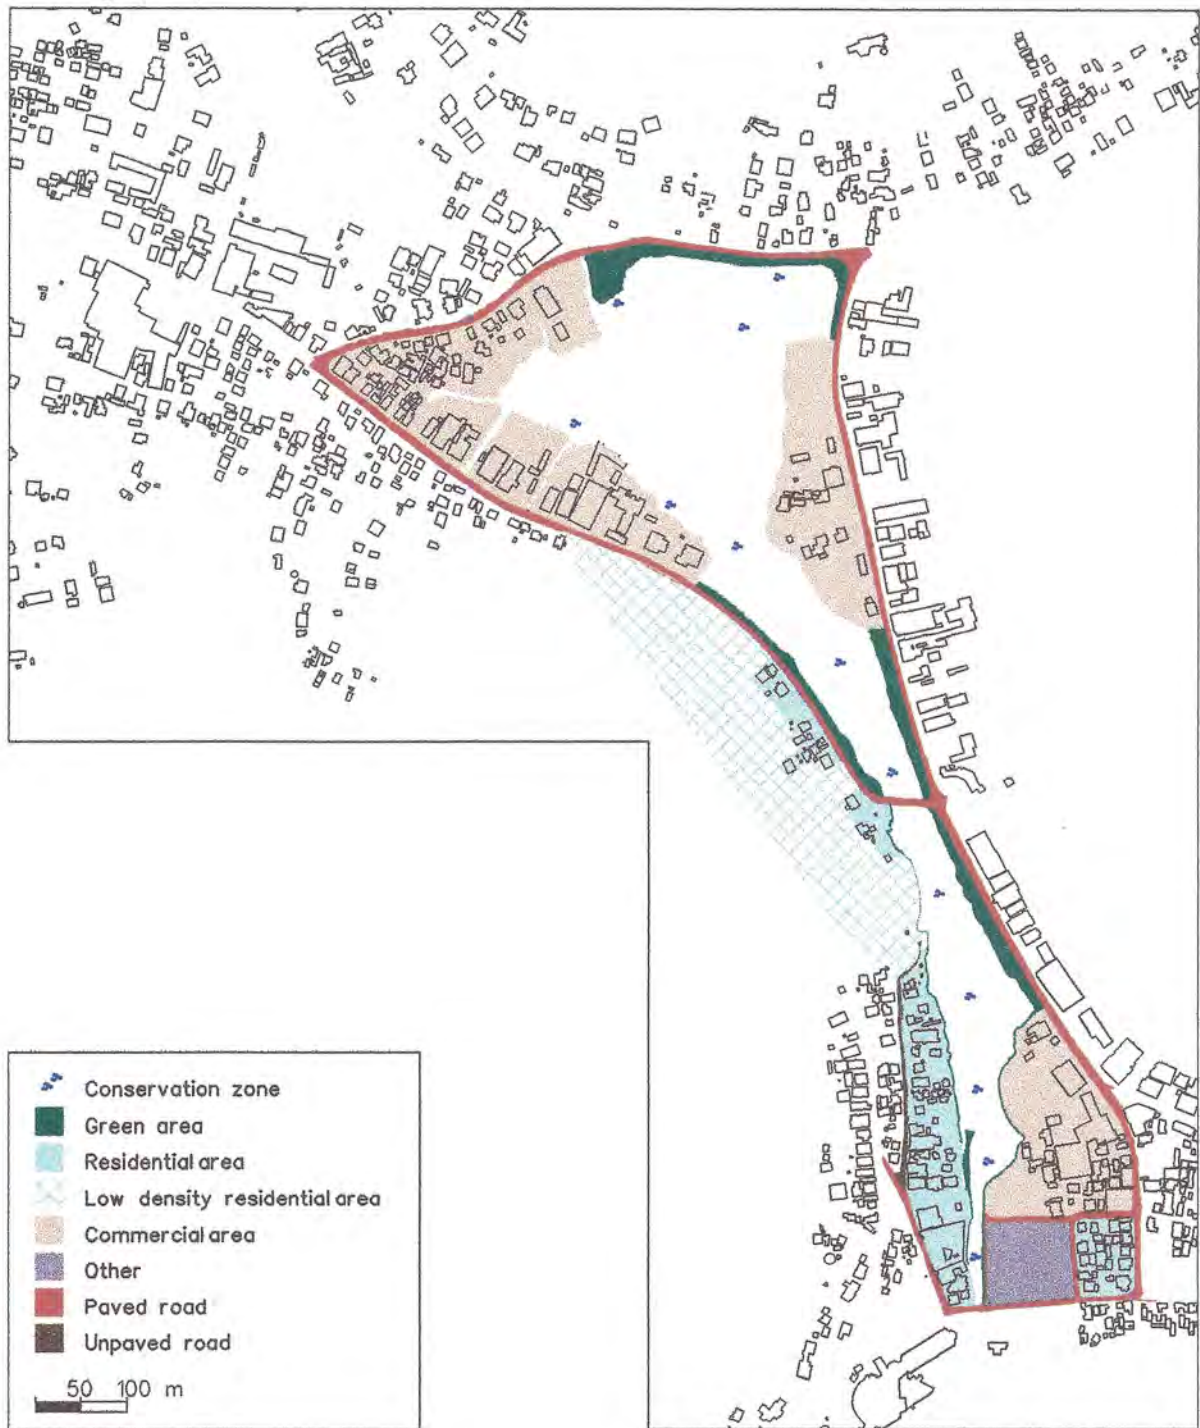 Conservation zone
Green area
Residential area
Low density residential area
Commercial area
Other
Paved road
Unpaved road
50 100 m